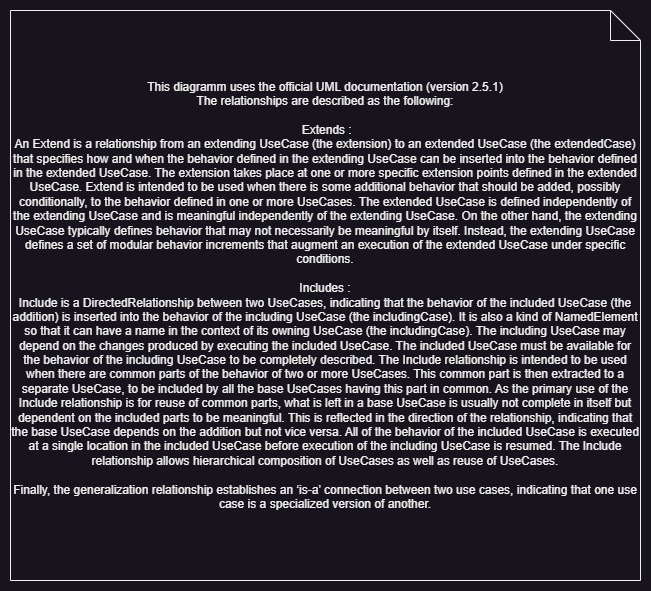 This diagramm uses the official UML documentation (version 2.5.1)
The relationships are described as the following:
Extends :
An Extend is a relationship from an extending UseCase (the extension) to an extended UseCase (the extendedCase)
that specifies how and when the behavior defined in the extending UseCase can be inserted into the behavior defined
in the extended UseCase. The extension takes place at one or more specific extension points defined in the extended
UseCase. Extend is intended to be used when there is some additional behavior that should be added, possibly
conditionally, to the behavior defined in one or more UseCases. The extended UseCase is defined independently of
the extending UseCase and is meaningful independently of the extending UseCase. On the other hand, the extending
UseCase typically defines behavior that may not necessarily be meaningful by itself. Instead, the extending UseCase
defines a set of modular behavior increments that augment an execution of the extended UseCase under specific
conditions.
Includes :
Include is a DirectedRelationship between two UseCases, indicating that the behavior of the included UseCase (the
addition) is inserted into the behavior of the including UseCase (the includingCase). It is also a kind of NamedElement
so that it can have a name in the context of its owning UseCase (the includingCase). The including UseCase may
depend on the changes produced by executing the included UseCase. The included UseCase must be available for
the behavior of the including UseCase to be completely described. The Include relationship is intended to be used
when there are common parts of the behavior of two or more UseCases. This common part is then extracted to a
separate UseCase, to be included by all the base UseCases having this part in common. As the primary use of the
Include relationship is for reuse of common parts, what is left in a base UseCase is usually not complete in itself but
dependent on the included parts to be meaningful. This is reflected in the direction of the relationship, indicating that
the base UseCase depends on the addition but not vice versa. All of the behavior of the included UseCase is executed
at a single location in the included UseCase before execution of the including UseCase is resumed. The Include
relationship allows hierarchical composition of UseCases as well as reuse of UseCases.
Finally, the generalization relationship establishes an ‘is-a’ connection between two use cases, indicating that one use
case is a specialized version of another.